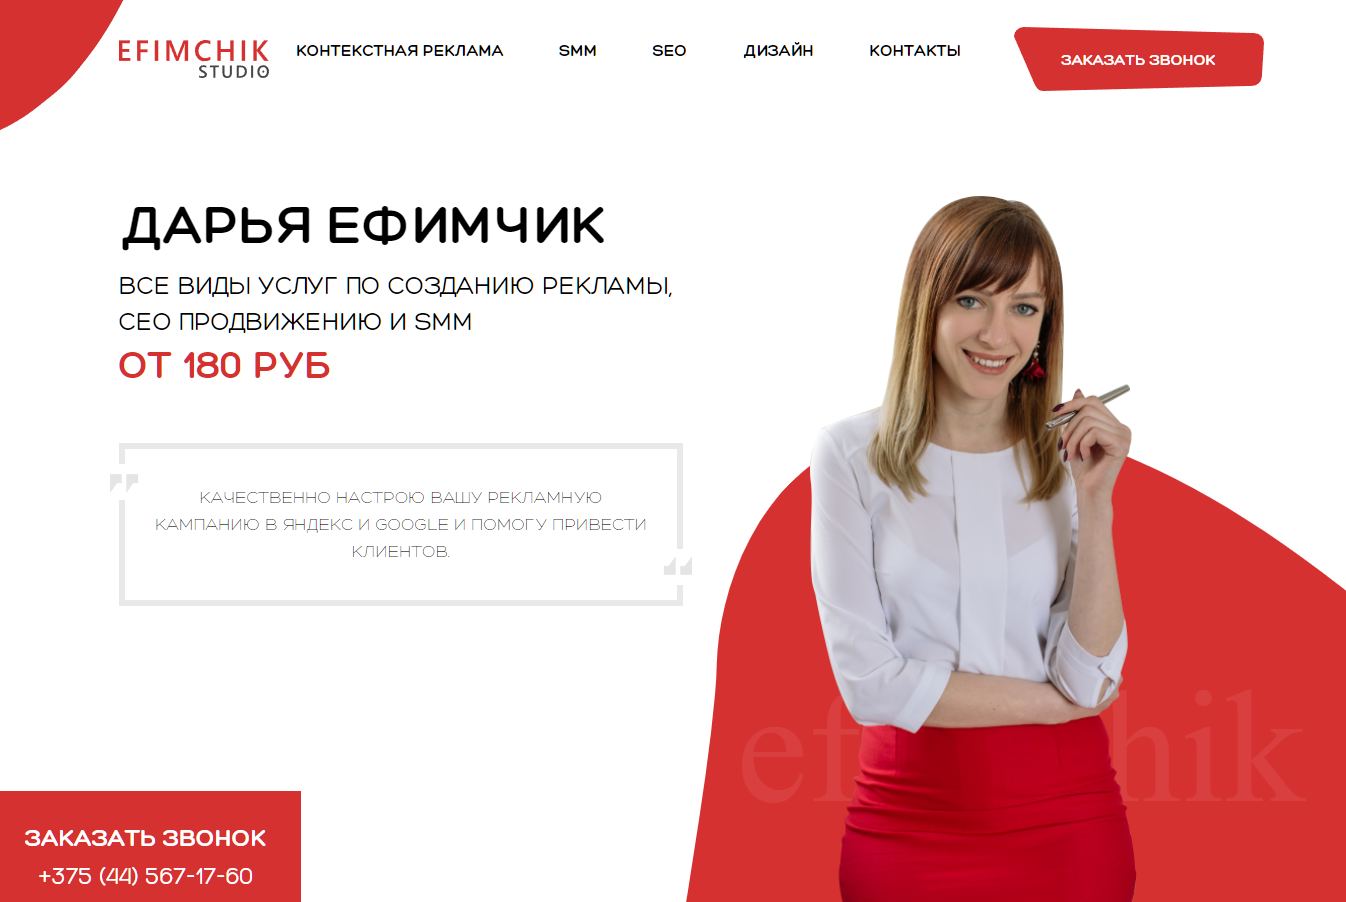 EFIMCHIK
STUDIO
КОНТЕКСТНАЯ РЕКЛАМА
SMM
SEO
ДИЗАЙН
КОНТАКТЫ
ЗАКАЗАТЬ ЗВОНОК
ДАРЬЯ ЕФИМЧИК
ВСЕ ВИДЫ УСЛУГ ПО СОЗДАНИЮ РЕКЛАМЫ,
СЕО ПРОДВИЖЕНИЮ И SMM
ОТ 180 РУБ
КАЧЕСТВЕННО НАСТРОЮ ВАШУ РЕКЛАМНУЮ
КАМПАНИЮ В ЯНДЕКС И GOOGLE И ПОМОГУ ПРИВЕСТИ
КЛИЕНТОВ.
ЗАКАЗАТЬ ЗВОНОК
+375 (44) 567-17-60